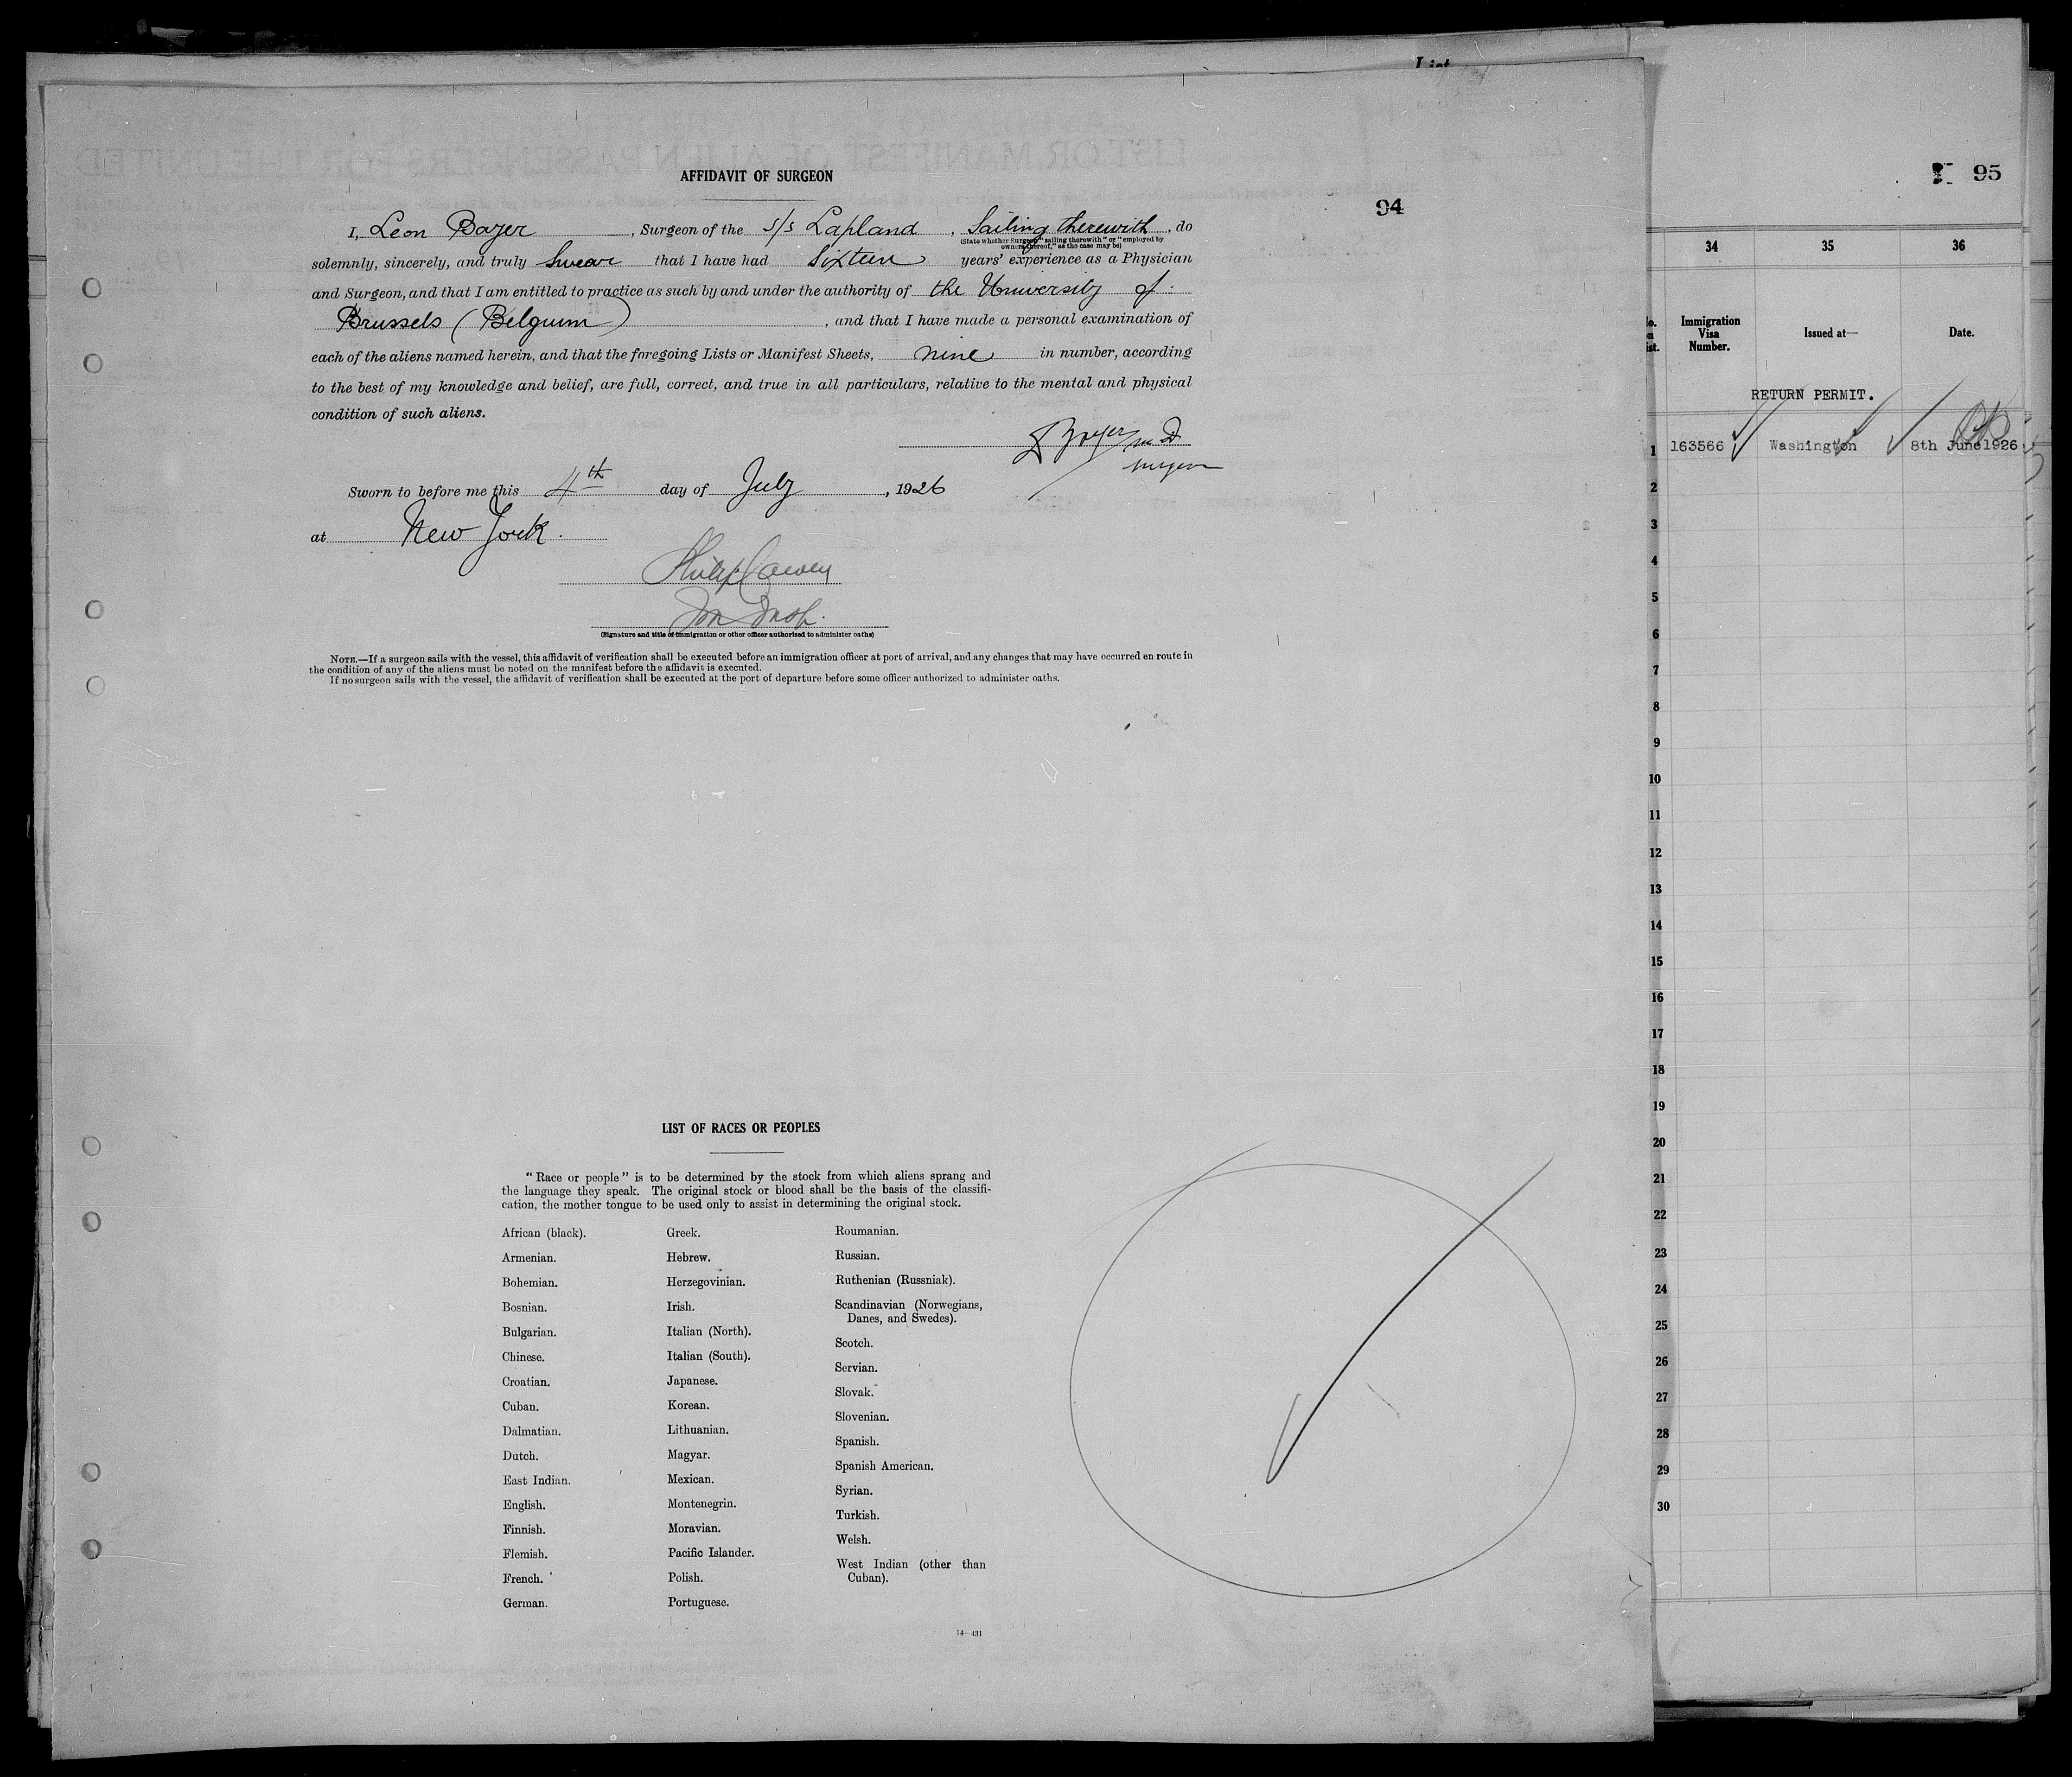 94
AFFIDAVIT OF SURGEON
I, Leon Bayer, Surgeon of the s/s Lapland, Sailing therewith, do
(State whether Surgeon "sailing therewith" or "employed by
owners thereof," as the case may be)
solemnly, sincerely, and truly Swear that I have had Sixteen years' experience as a Physician
and Surgeon, and that I am entitled to practice as such by and under the authority of the University of
Brussels (Belgium), and that I have made a personal examination of
each of the aliens named herein, and that the foregoing Lists or Manifest Sheets, nine in number, according
to the best of my knowledge and belief, are full, correct, and true in all particulars, relative to the mental and physical
condition of such aliens.
LBayer m D
surgeon
Sworn to before me this 4th day of July, 1926
at New York.
(Signature and title of immigration or other officer authorized to administer oaths)
NOTE.—If a surgeon sails with the vessel, this affidavit of verification shall be executed before an immigration officer at port of arrival, and any changes that may have occurred en route in
the condition of any of the aliens must be noted on the manifest before the affidavit is executed.
If no surgeon sails with the vessel, the affidavit of verification shall be executed at the port of departure before some officer authorized to administer oaths.
LIST OF RACES OR PEOPLES
"Race or people" is to be determined by the stock from which aliens sprang and
the language they speak. The original stock or blood shall be the basis of the classifi-
cation, the mother tongue to be used only to assist in determining the original stock.
African (black).
Armenian.
Bohemian.
Bosnian.
Bulgarian.
Chinese.
Croatian.
Cuban.
Dalmatian.
Dutch.
East Indian.
English.
Finnish.
Flemish.
French.
German.
Greek.
Hebrew.
Herzegovinian.
Irish.
Italian (North).
Italian (South).
Japanese.
Korean.
Lithuanian.
Magyar.
Mexican.
Montenegrin.
Moravian.
Pacific Islander.
Polish.
Portuguese.
Roumanian.
Russian.
Ruthenian (Russniak).
Scandinavian (Norwegians,
Danes, and Swedes).
Scotch.
Servian.
Slovak.
Slovenian.
Spanish.
Spanish American.
Syrian.
Turkish.
Welsh.
West Indian (other than
Cuban).
14—431
95
34 35 36
Immigration
Visa
Number.
Issued at—
Date.
RETURN PERMIT.
1 163566 Washington 8th June1926
2
3
4
5
6
7
8
9
10
11
12
13
14
15
16
17
18
19
20
21
22
23
24
25
26
27
28
29
30